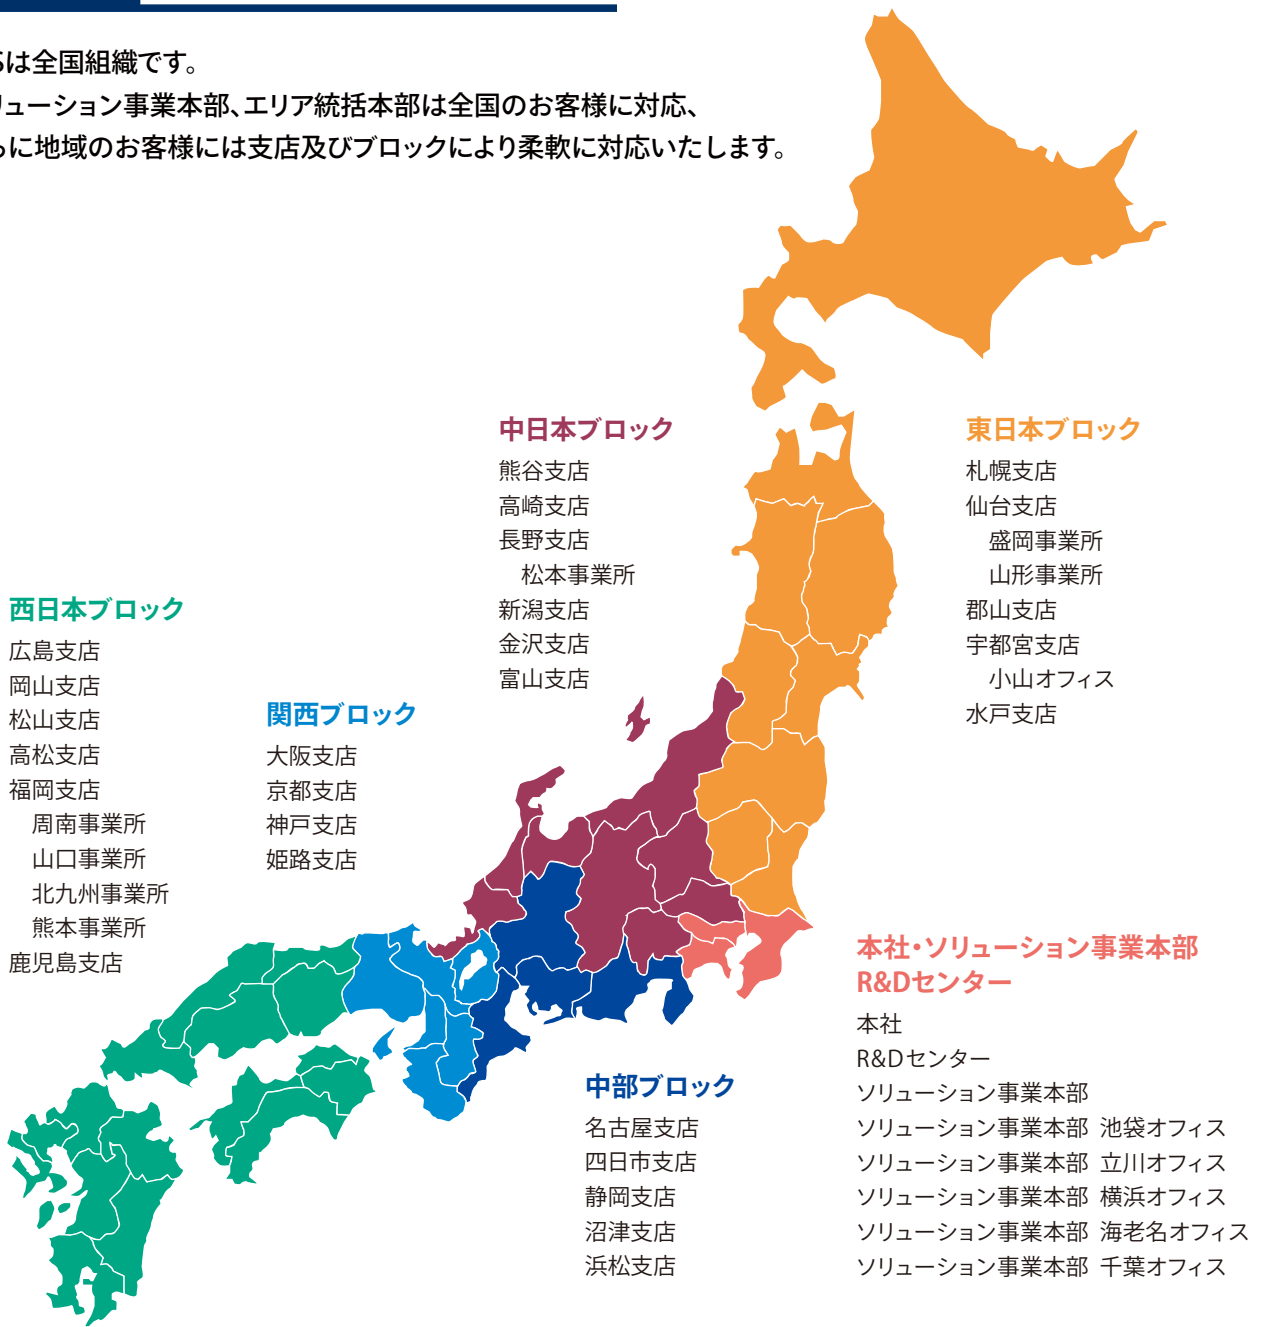 Sは全国組織です。
リューション事業本部、エリア統括本部は全国のお客様に対応、
らに地域のお客様には支店及びブロックにより柔軟に対応いたします。
中日本ブロック
熊谷支店
高崎支店
長野支店
松本事業所
新潟支店
金沢支店
富山支店
東日本ブロック
札幌支店
仙台支店
盛岡事業所
山形事業所
郡山支店
宇都宮支店
小山オフィス
水戸支店
西日本ブロック
広島支店
岡山支店
松山支店
高松支店
福岡支店
周南事業所
山口事業所
北九州事業所
熊本事業所
鹿児島支店
関西ブロック
大阪支店
京都支店
神戸支店
姫路支店
中部ブロック
名古屋支店
四日市支店
静岡支店
沼津支店
浜松支店
本社・ソリューション事業本部
R&Dセンター
本社
R&Dセンター
ソリューション事業本部
ソリューション事業本部 池袋オフィス
ソリューション事業本部 立川オフィス
ソリューション事業本部 横浜オフィス
ソリューション事業本部 海老名オフィス
ソリューション事業本部 千葉オフィス